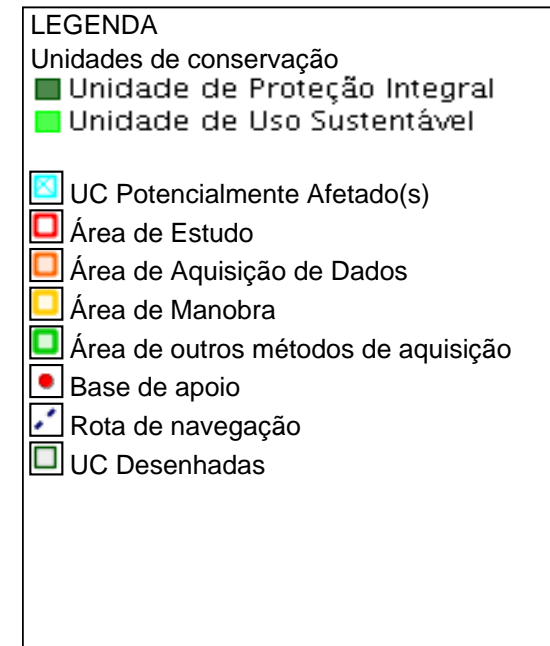 LEGENDA
Unidades de conservação
Unidade de Proteção Integral
Unidade de Uso Sustentável
UC Potencialmente Afetado(s)
Área de Estudo
Área de Aquisição de Dados
Área de Manobra
Área de outros métodos de aquisição
Base de apoio
Rota de navegação
UC Desenhadas